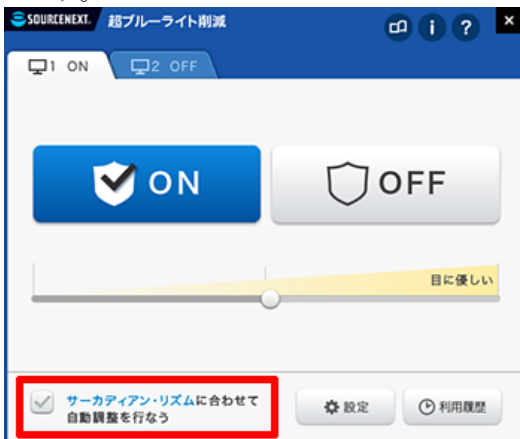 SOURCENEXT. 超ブルーライト削減
i ? ×
1 ON 2 OFF
ON OFF
目に優しい
サーカディアン・リズムに合わせて
自動調整を行なう
設定 利用履歴